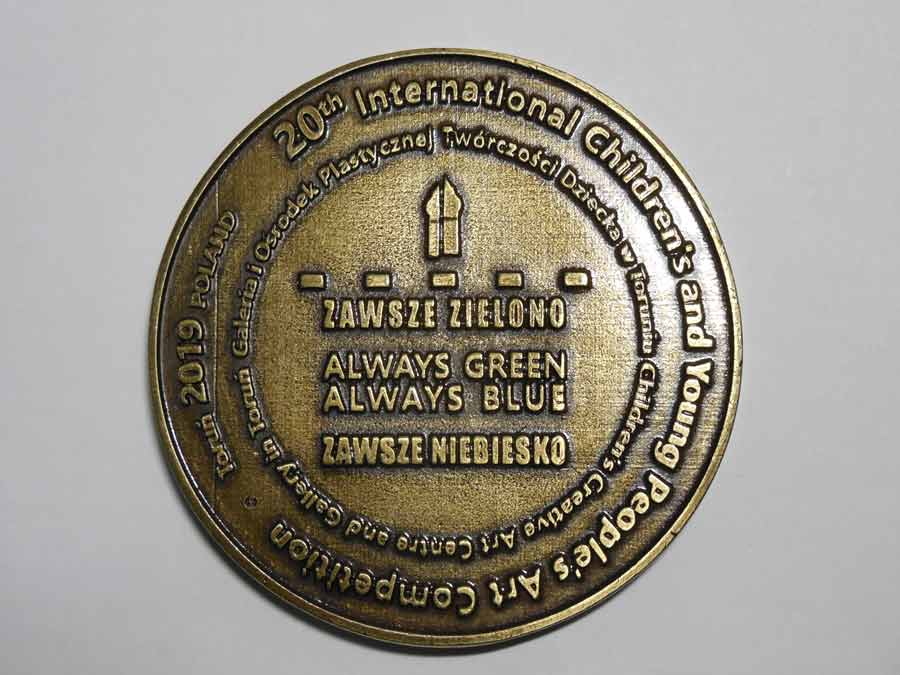 20th International Children's and Young People's Art Competition
Toruń, 2019 POLAND
Galeria i Ośrodek Plastycznej Twórczości Dziecka w Toruniu
Children's Creative Art Centre and Gallery in Toruń
ZAWSZE ZIELONO
ALWAYS GREEN
ALWAYS BLUE
ZAWSZE NIEBIESKO